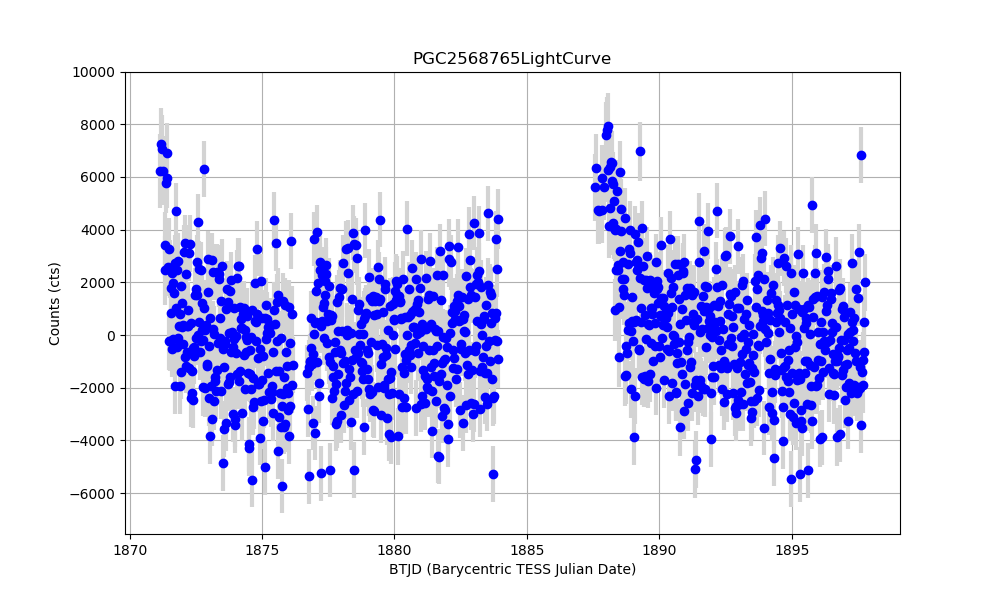 PGC2568765LightCurve
10000
8000
6000
4000
2000
0
−2000
−4000
−6000
Counts (cts)
1870 1875 1880 1885 1890 1895
BTJD (Barycentric TESS Julian Date)